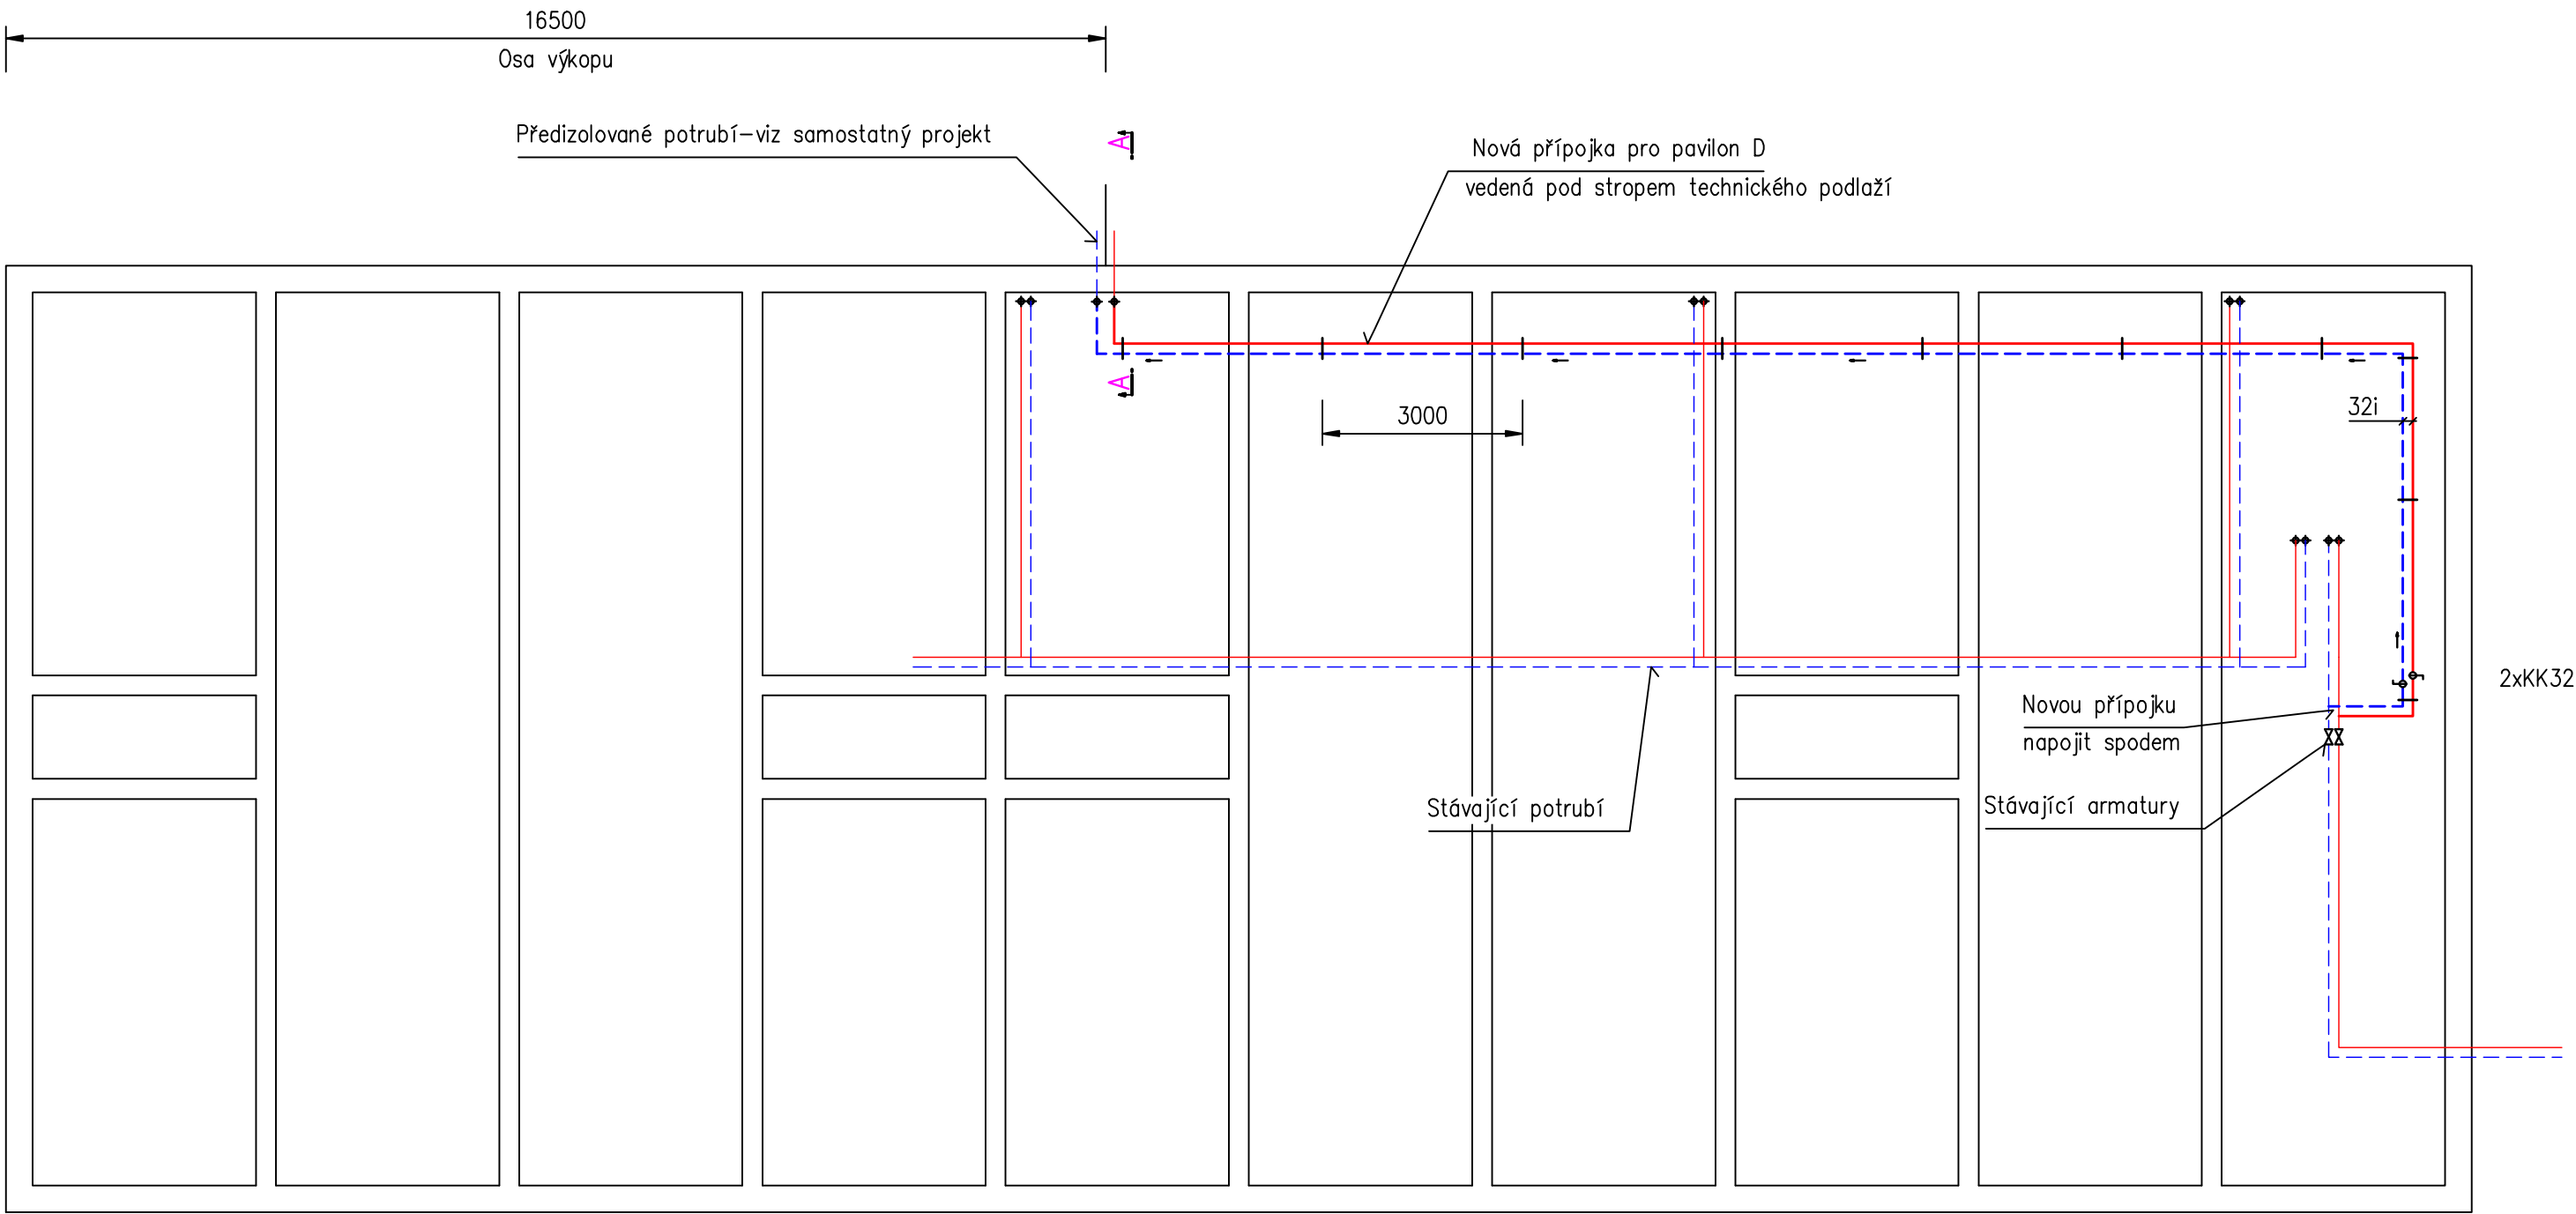 16500
Osa výkopu
Předizolované potrubí-viz samostatný projekt
A
Nová přípojka pro pavilon D
vedená pod stropem technického podlaží
A
3000
32i
2xKK32
Novou přípojku
napojit spodem
Stávající potrubí
Stávající armatury